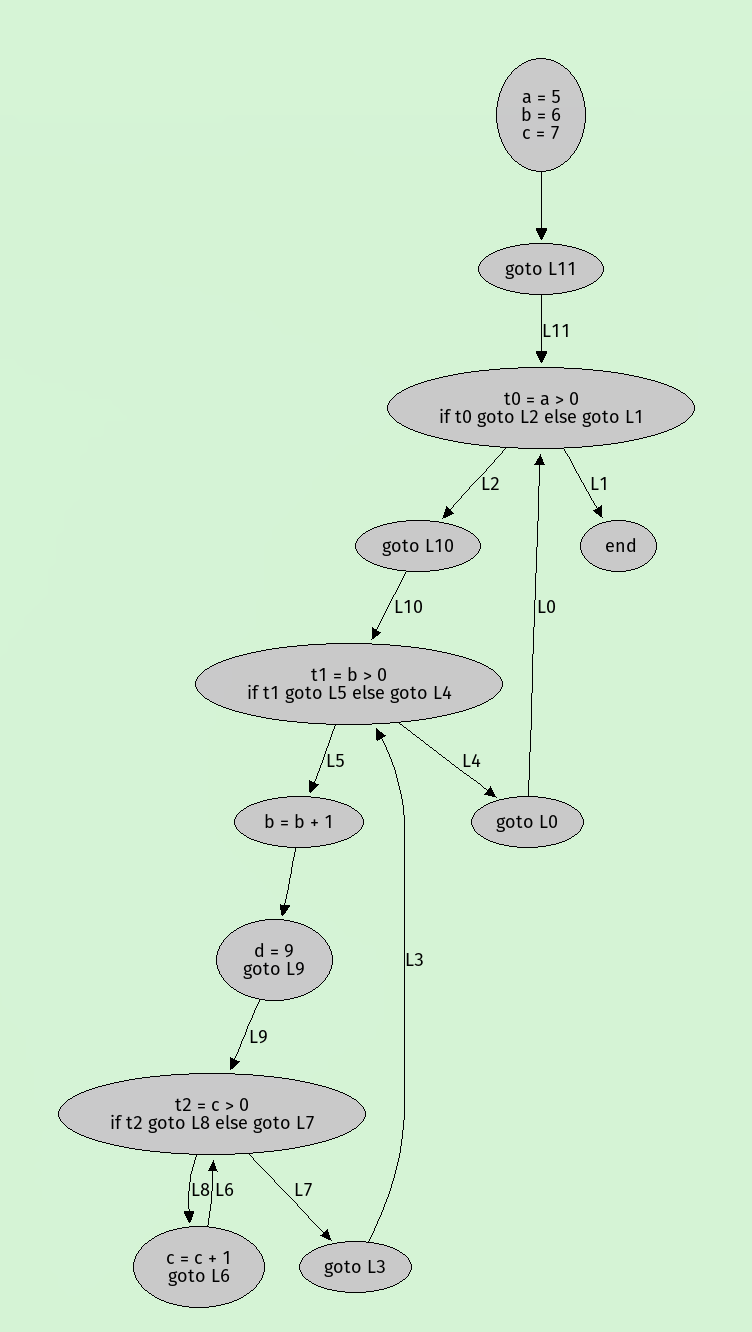 a = 5
b = 6
c = 7
goto L11
L11
t0 = a > 0
if t0 goto L2 else goto L1
L2
L1
goto L10
end
L10
L0
t1 = b > 0
if t1 goto L5 else goto L4
L5
L4
b = b + 1
goto L0
d = 9
goto L9
L3
L9
t2 = c > 0
if t2 goto L8 else goto L7
L8
L6
L7
c = c + 1
goto L6
goto L3